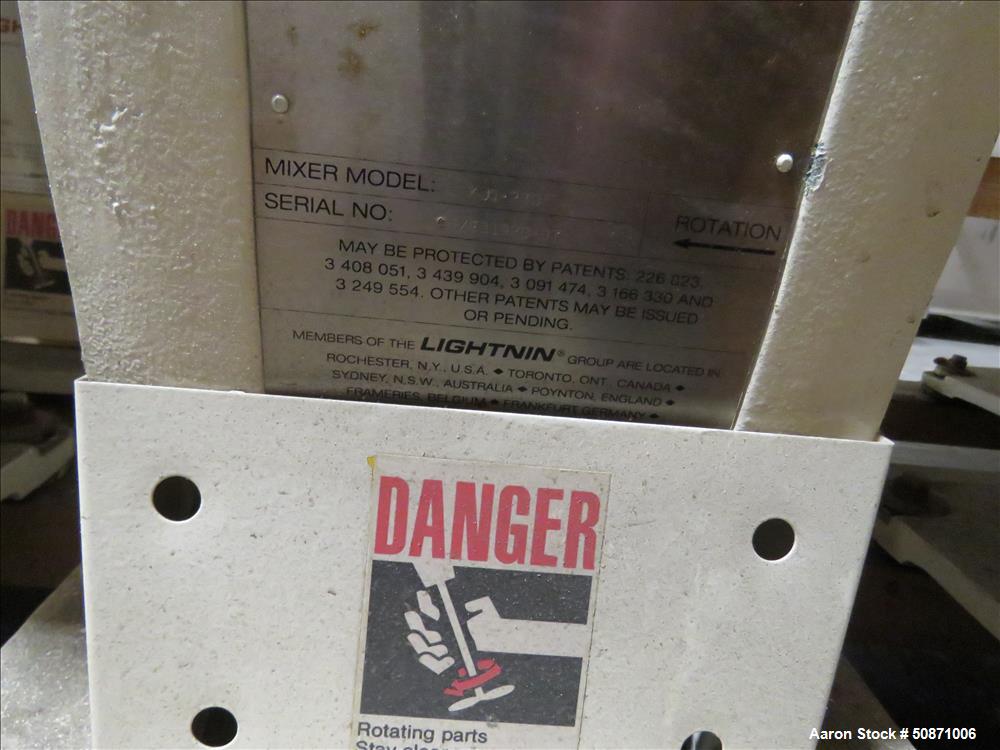 MIXER MODEL:
SERIAL NO:
ROTATION
MAY BE PROTECTED BY PATENTS: 226 023,
3 408 051, 3 439 904, 3 091 474, 3 166 330 AND
3 249 554. OTHER PATENTS MAY BE ISSUED
OR PENDING.
MEMBERS OF THE LIGHTNIN® GROUP ARE LOCATED IN
ROCHESTER, N.Y., U.S.A. ◆ TORONTO, ONT., CANADA ◆
SYDNEY, N.S.W., AUSTRALIA ◆ POYNTON, ENGLAND ◆
FRAMERIES, BELGIUM ◆ FRANKFURT GERMANY ◆
DANGER
Rotating parts
Stay
DANGER
Aaron Stock # 50871006